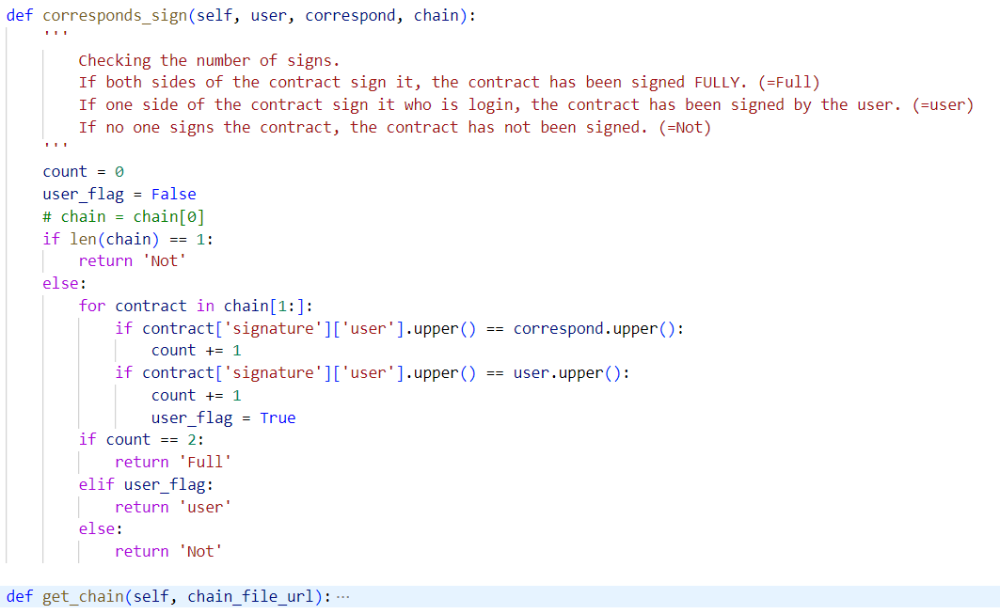 def corresponds_sign(self, user, correspond, chain):
    '''
        Checking the number of signs.
        If both sides of the contract sign it, the contract has been signed FULLY. (=Full)
        If one side of the contract sign it who is login, the contract has been signed by the user. (=user)
        If no one signs the contract, the contract has not been signed. (=Not)
    '''
    count = 0
    user_flag = False
    # chain = chain[0]
    if len(chain) == 1:
        return 'Not'
    else:
        for contract in chain[1:]:
            if contract['signature']['user'].upper() == correspond.upper():
                count += 1
            if contract['signature']['user'].upper() == user.upper():
                count += 1
                user_flag = True
        if count == 2:
            return 'Full'
        elif user_flag:
            return 'user'
        else:
            return 'Not'
def get_chain(self, chain_file_url): ···